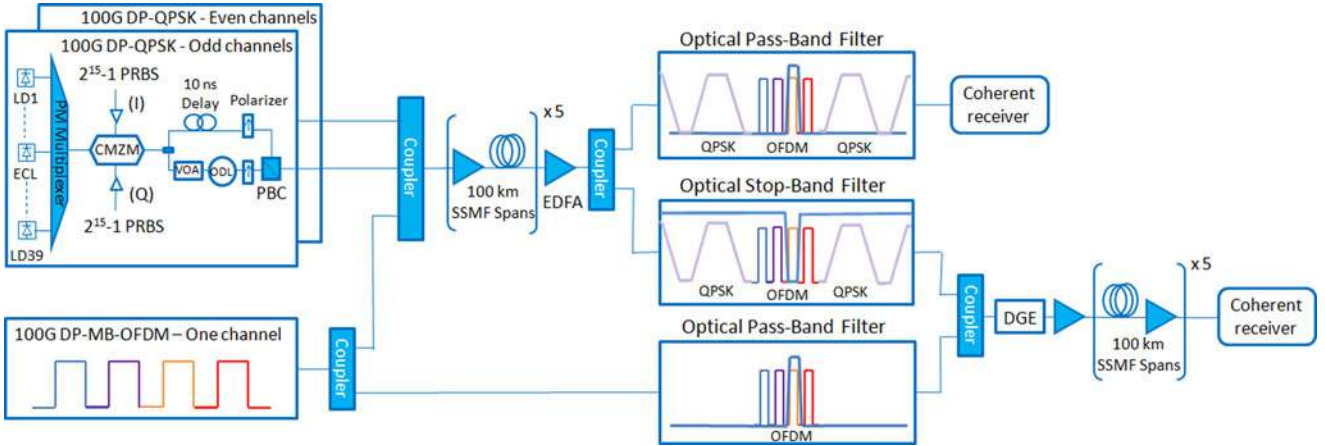 100G DP-QPSK - Even channels
100G DP-QPSK - Odd channels
2¹⁵-1 PRBS
(I)
10 ns
Delay
Polarizer
LD1
PM Multiplexer
CMZM
ECL
VOA
ODL
PBC
(Q)
2¹⁵-1 PRBS
LD39
Coupler
x 5
100 km
SSMF Spans
EDFA
Coupler
Optical Pass-Band Filter
QPSK
OFDM
QPSK
Coherent
receiver
Optical Stop-Band Filter
QPSK
OFDM
QPSK
100G DP-MB-OFDM – One channel
Coupler
Optical Pass-Band Filter
OFDM
Coupler
DGE
x 5
100 km
SSMF Spans
Coherent
receiver